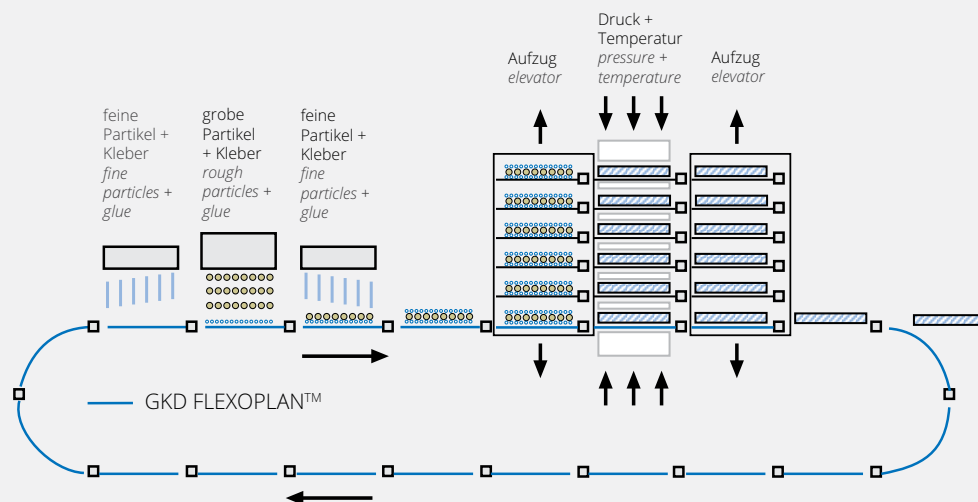 feine
Partikel +
Kleber
fine
particles +
glue
grobe
Partikel
+ Kleber
rough
particles +
glue
feine
Partikel +
Kleber
fine
particles +
glue
Aufzug
elevator
Druck +
Temperatur
pressure +
temperature
Aufzug
elevator
GKD FLEXOPLAN™